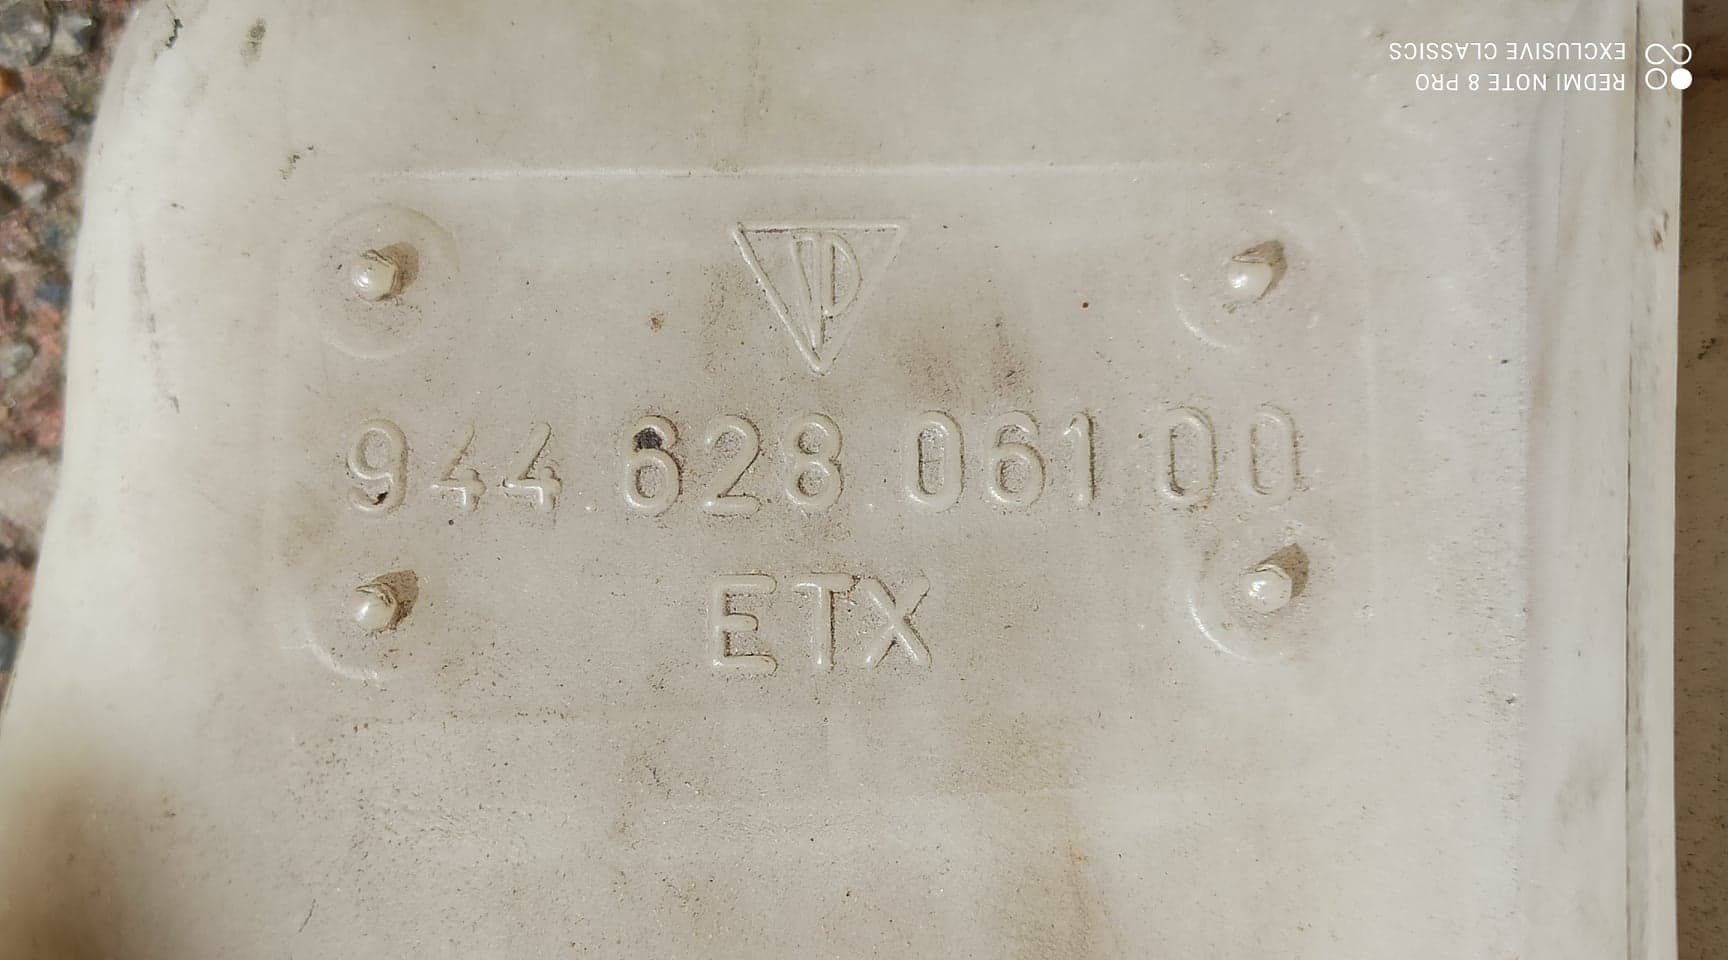 REDMI NOTE 8 PRO
EXCLUSIVE CLASSICS
944 628 061 00
ETX